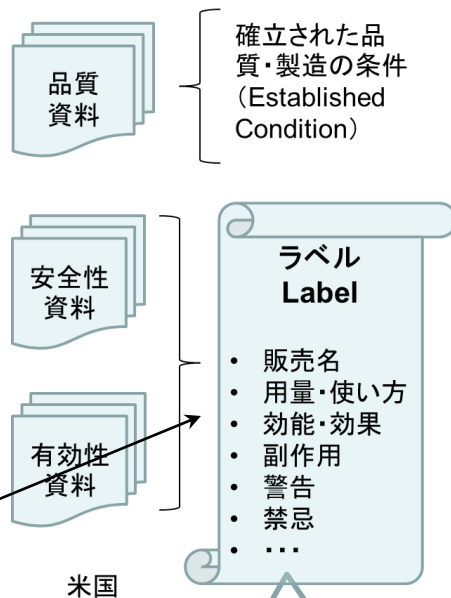 品質
資料
確立された品
質・製造の条件
（Established
Condition）
安全性
資料
有効性
資料
ラベル
Label
• 販売名
• 用量・使い方
• 効能・効果
• 副作用
• 警告
• 禁忌
• ・・・
米国